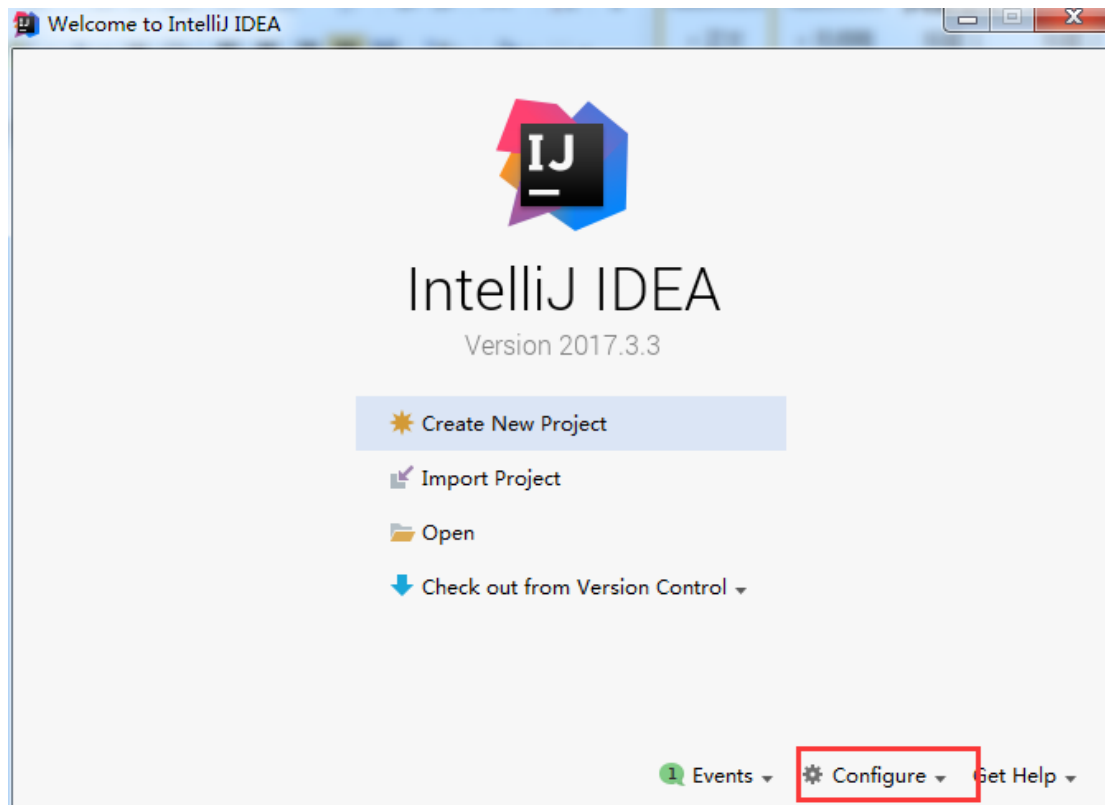 Welcome to IntelliJ IDEA
IJ
IntelliJ IDEA
Version 2017.3.3
Create New Project
Import Project
Open
Check out from Version Control
1 Events Configure Get Help